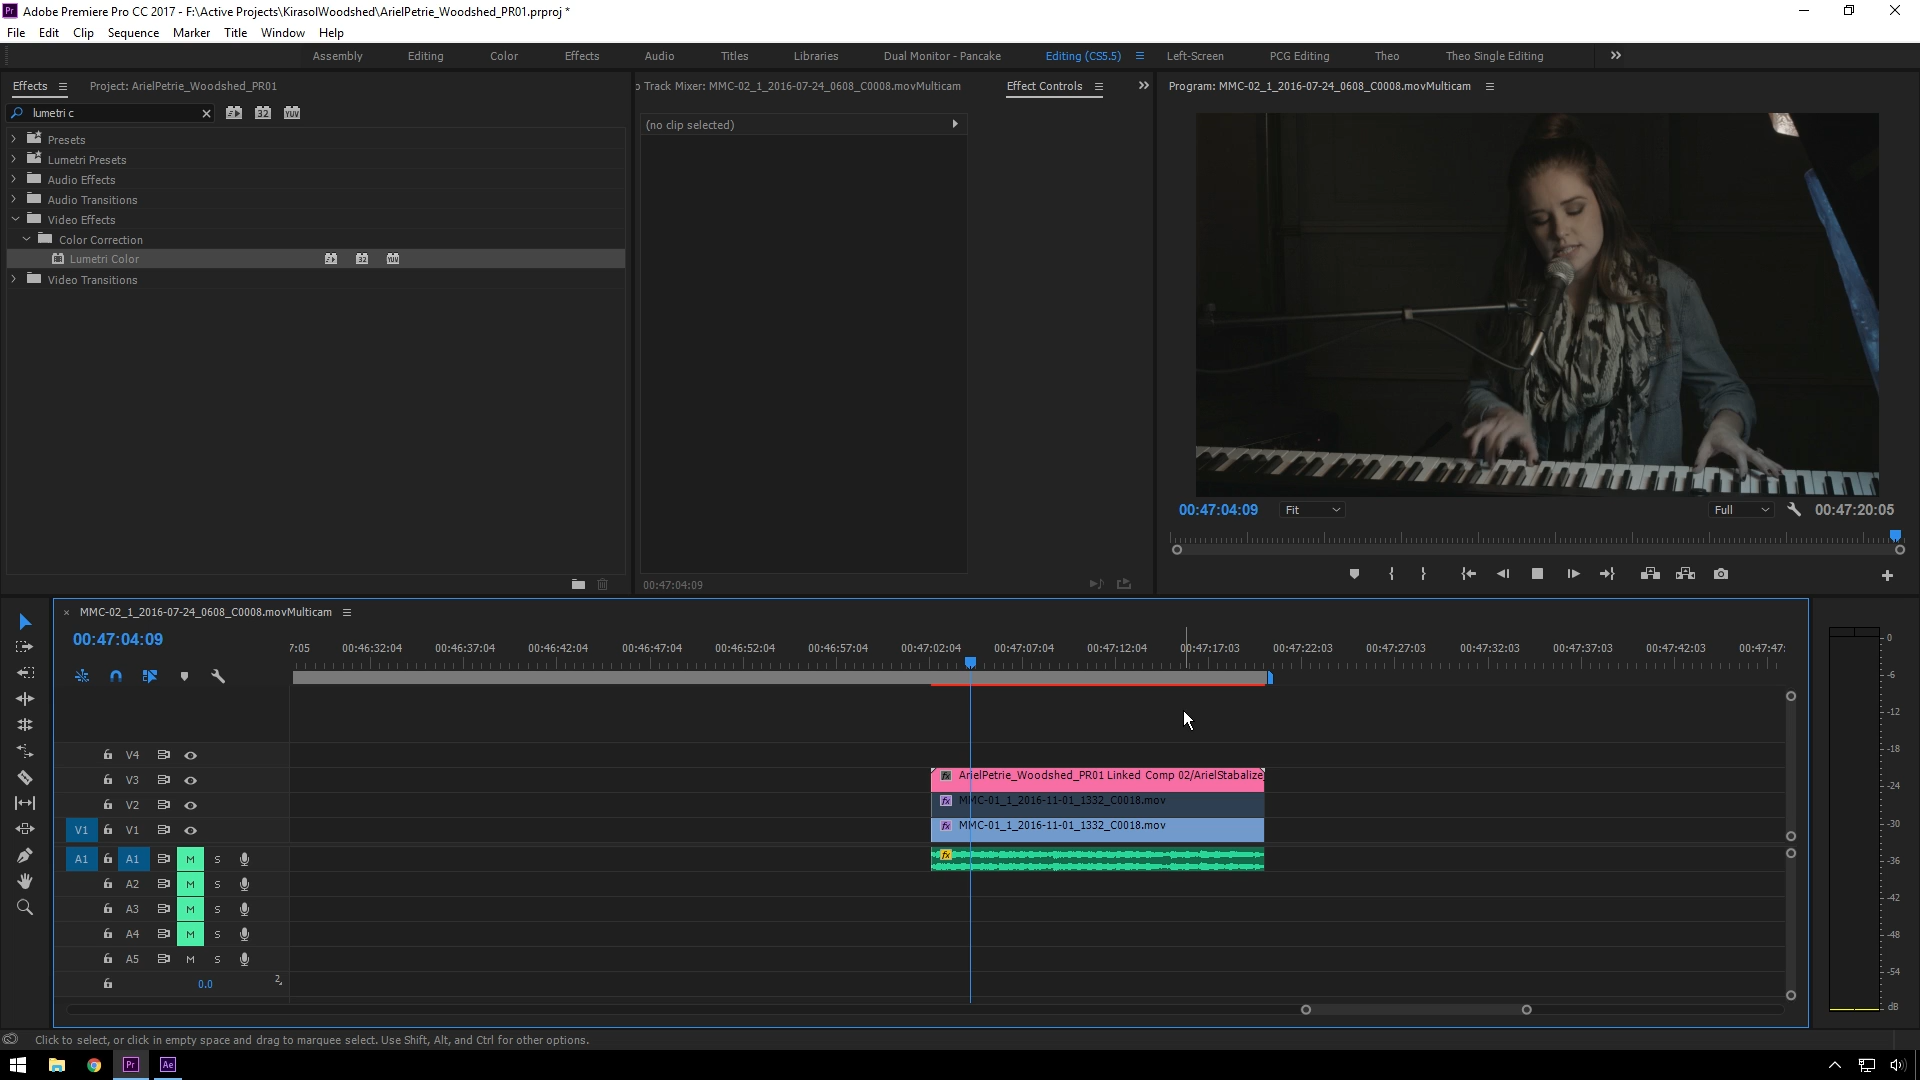 Adobe Premiere Pro CC 2017 - F:\Active Projects\KirasolWoodshed\ArielPetrie_Woodshed_PR01.prproj *
File Edit Clip Sequence Marker Title Window Help
Assembly Editing Color Effects Audio Titles Libraries Dual Monitor - Pancake Editing (CS5.5) Left-Screen PCG Editing Theo Theo Single Editing
Effects Project: ArielPetrie_Woodshed_PR01
lumetri c
Presets
Lumetri Presets
Audio Effects
Audio Transitions
Video Effects
Color Correction
Lumetri Color
Video Transitions
o Track Mixer: MMC-02_1_2016-07-24_0608_C0008.movMulticam Effect Controls
(no clip selected)
00:47:04:09
Program: MMC-02_1_2016-07-24_0608_C0008.movMulticam
00:47:04:09 Fit Full 00:47:20:05
MMC-02_1_2016-07-24_0608_C0008.movMulticam
00:47:04:09
7:05 00:46:32:04 00:46:37:04 00:46:42:04 00:46:47:04 00:46:52:04 00:46:57:04 00:47:02:04 00:47:07:04 00:47:12:04 00:47:17:03 00:47:22:03 00:47:27:03 00:47:32:03 00:47:37:03 00:47:42:03 00:47:47:
V4
V3 fx ArielPetrie_Woodshed_PR01 Linked Comp 02/ArielStabalize
V2 fx MMC-01_1_2016-11-01_1332_C0018.mov
V1 V1 fx MMC-01_1_2016-11-01_1332_C0018.mov
A1 A1 M S fx
A2 M S
A3 M S
A4 M S
A5 M S
0.0
0
-6
-12
-18
-24
-30
-36
-42
-48
-54
dB
Click to select, or click in empty space and drag to marquee select. Use Shift, Alt, and Ctrl for other options.
Pr Ae